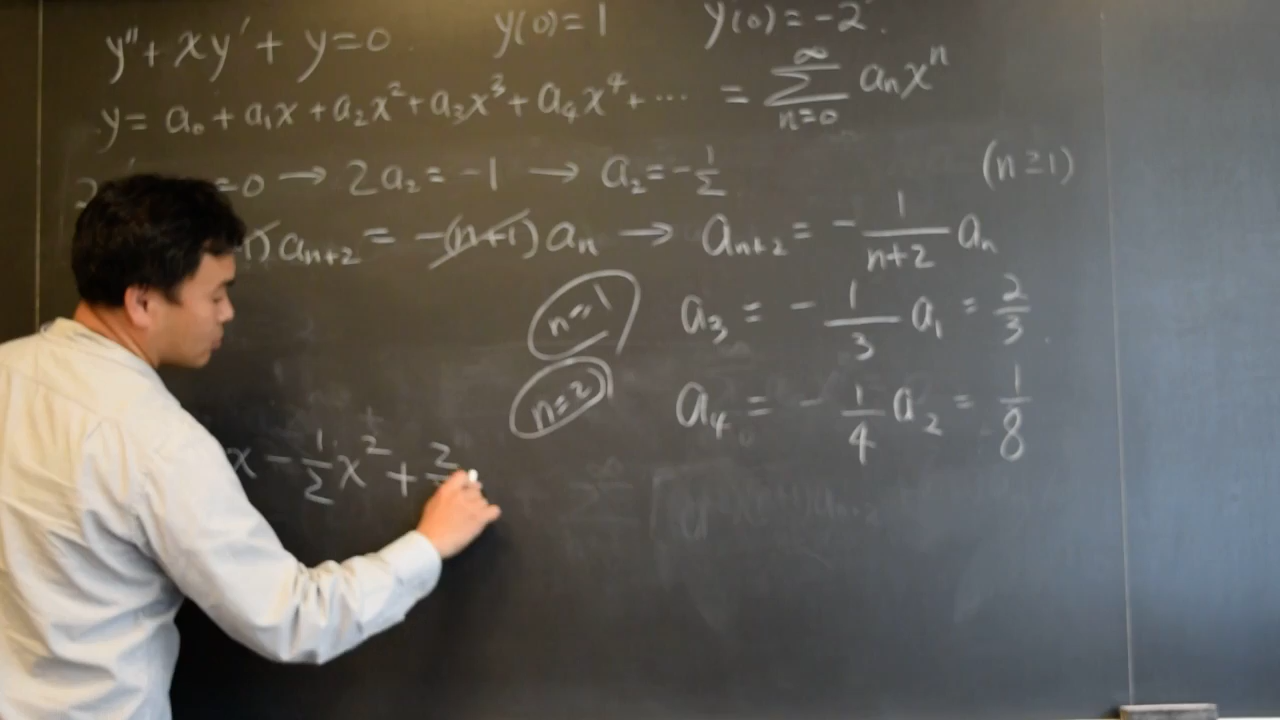 y'' + xy' + y = 0   y(0) = 1   y'(0) = -2
y = a₀ + a₁x + a₂x² + a₃x³ + a₄x⁴ + ⋯ = ∑_{n=0}^{∞} aₙxⁿ
2 =0 → 2a₂ = -1 → a₂ = -1/2   (n ≥ 1)
1) aₙ₊₂ = -(n+1) aₙ → aₙ₊₂ = - 1/(n+2) aₙ
n=1   a₃ = - 1/3 a₁ = 2/3
n=2   a₄ = - 1/4 a₂ = 1/8
x - 1/2 x² + 2